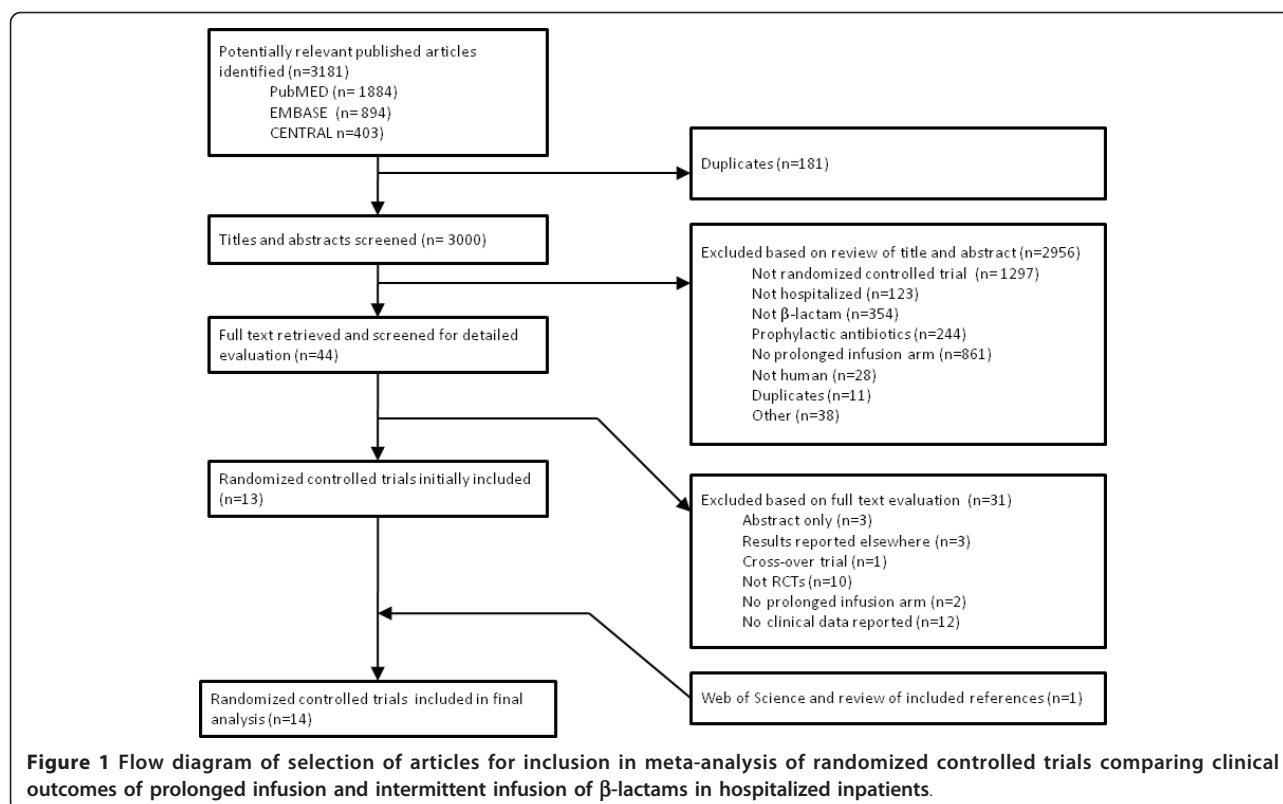 Potentially relevant published articles
identified (n=3181)
PubMED (n= 1884)
EMBASE (n= 894)
CENTRAL n=403)
Duplicates (n=181)
Titles and abstracts screened (n= 3000)
Excluded based on review of title and abstract (n=2956)
Not randomized controlled trial (n= 1297)
Not hospitalized (n=123)
Not β-lactam (n=354)
Prophylactic antibiotics (n=244)
No prolonged infusion arm (n=861)
Not human (n=28)
Duplicates (n=11)
Other (n=38)
Full text retrieved and screened for detailed
evaluation (n=44)
Randomized controlled trials initially included
(n=13)
Excluded based on full text evaluation (n=31)
Abstract only (n=3)
Results reported elsewhere (n=3)
Cross-over trial (n=1)
Not RCTs (n=10)
No prolonged infusion arm (n=2)
No clinical data reported (n=12)
Web of Science and review of included references (n=1)
Randomized controlled trials included in final
analysis (n=14)
Figure 1 Flow diagram of selection of articles for inclusion in meta-analysis of randomized controlled trials comparing clinical
outcomes of prolonged infusion and intermittent infusion of β-lactams in hospitalized inpatients.